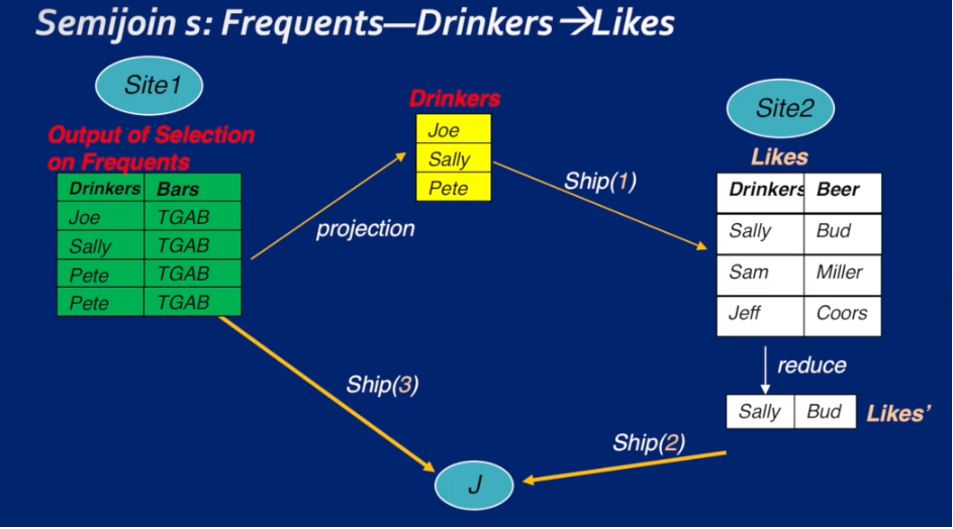 Semijoin s: Frequents—Drinkers→Likes
Site1
Output of Selection
on Frequents
Drinkers Bars
Joe TGAB
Sally TGAB
Pete TGAB
Pete TGAB
projection
Drinkers
Joe
Sally
Pete
Ship(1)
Site2
Likes
Drinkers Beer
Sally Bud
Sam Miller
Jeff Coors
reduce
Sally Bud Likes’
Ship(3)
Ship(2)
J